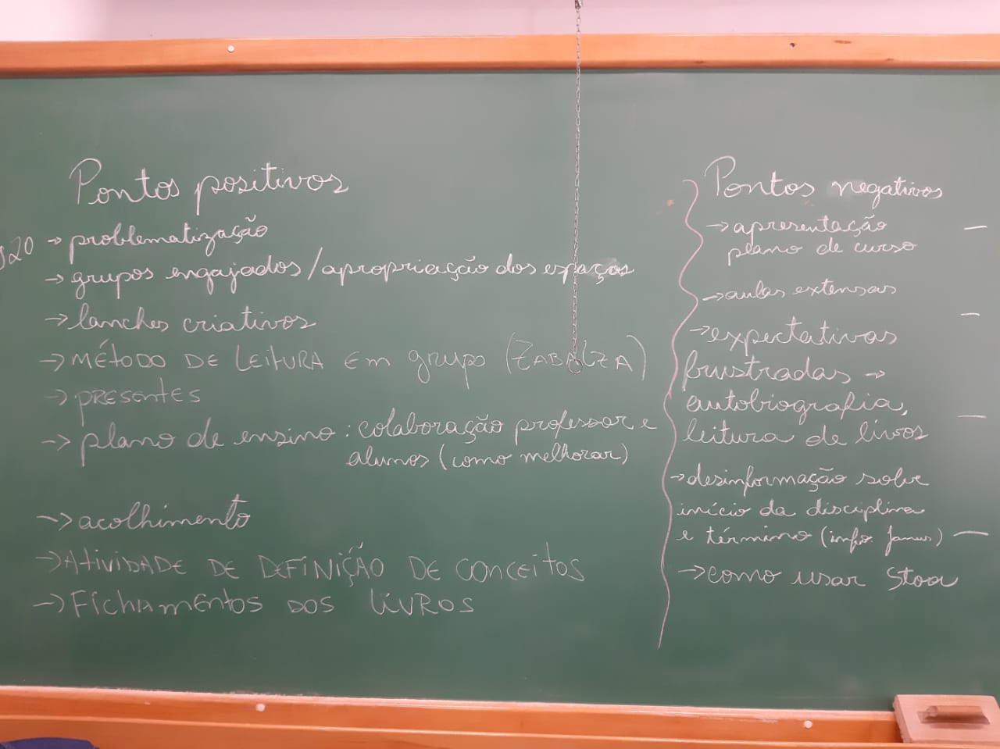 Pontos positivos
→ problematização
→ grupos engajados / apropriação dos espaços
→ lanches criativos
→ MÉTODO DE LEITURA EM grupo (ZABALZA)
→ PRESENTES
→ plano de ensino : colaboração professor e
alunos (como melhorar)
→ acolhimento
→ ATIVIDADE DE DEFINIÇÃO DE CONCEITOS
→ FICHAMENTOS DOS LIVROS
Pontos negativos
→ apresentação
plano de curso
→ aulas extensas
→ expectativas
frustradas →
autobiografia,
leitura de livros
→ desinformação sobre
início da disciplina
e término (info Janus)
→ como usar Stoa